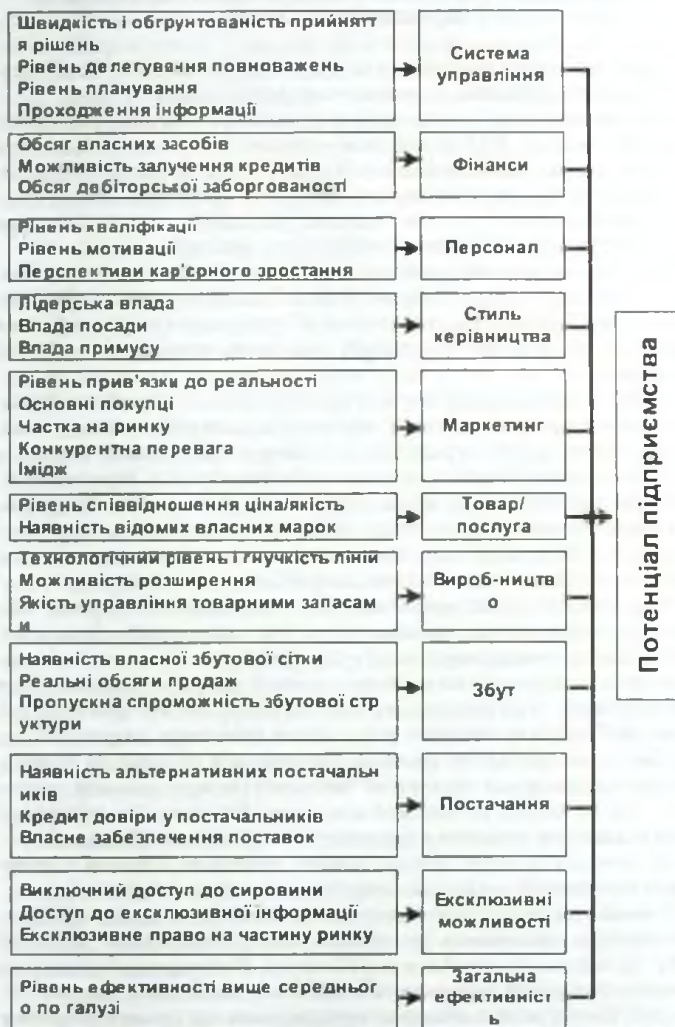 Швидкість і обгрунтованість прийнятт
я рішень
Рівень делегування повноважень
Рівень планування
Проходження інформації
Система
управління
Обсяг власних засобів
Можливість залучення кредитів
Обсяг дебіторської заборгованості
Фінанси
Рівень кваліфікації
Рівень мотивації
Перспективи кар'єрного зростання
Персонал
Лідерська влада
Влада посади
Влада примусу
Стиль
керівництва
Рівень прив'язки до реальності
Основні покупці
Частка на ринку
Конкурентна перевага
Імідж
Маркетинг
Рівень співвідношення ціна/якість
Наявність відомих власних марок
Товар/
послуга
Технологічний рівень і гнучкість ліній
Можливість розширення
Якість управління товарними запасам
и
Вироб-ництв
о
Наявність власної збутової сітки
Реальні обсяги продаж
Пропускна спроможність збутової стр
уктури
Збут
Наявність альтернативних постачальн
иків
Кредит довіри у постачальників
Власне забезпечення поставок
Постачання
Виключний доступ до сировини
Доступ до ексклюзивної інформації
Ексклюзивне право на частину ринку
Ексклюзивні
можливості
Рівень ефективності вище середньог
о по галузі
Загальна
ефективніст
ь
Потенціал підприємства